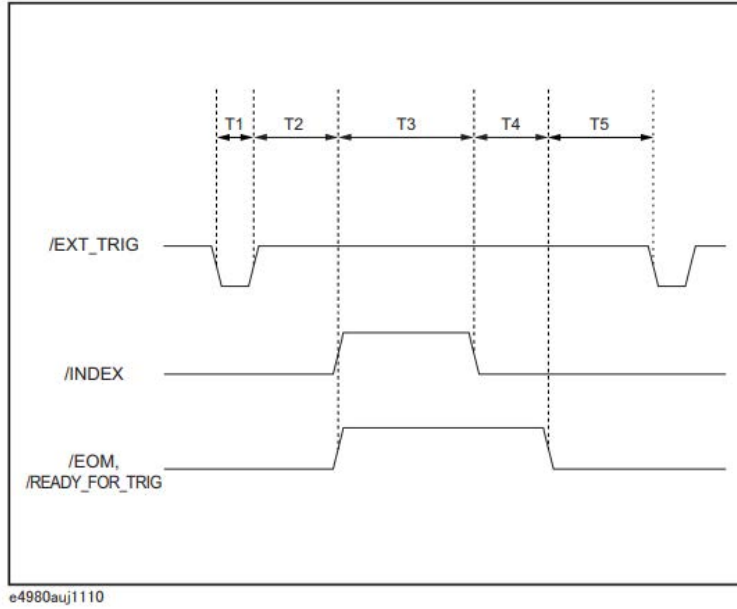 T1 T2 T3 T4 T5
/EXT_TRIG
/INDEX
/EOM,
/READY_FOR_TRIG
e4980auj1110